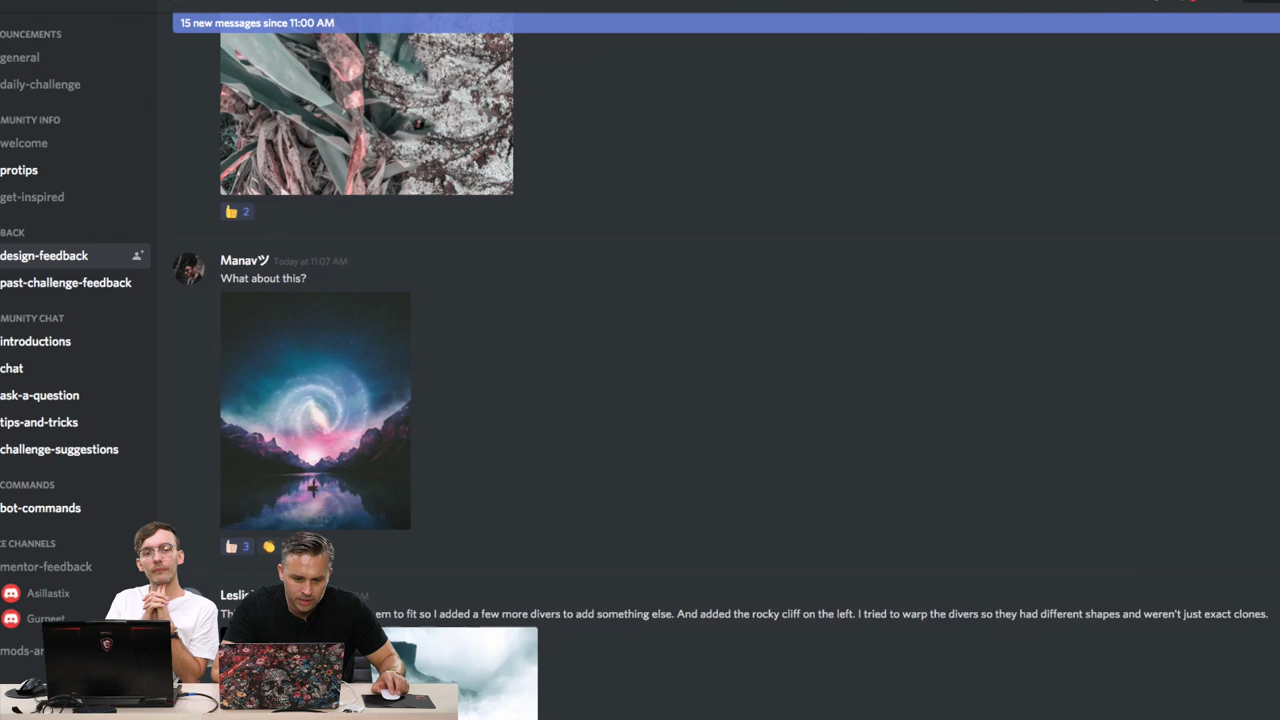 15 new messages since 11:00 AM
OUNCEMENTS
general
daily-challenge
MUNITY INFO
welcome
protips
get-inspired
BACK
design-feedback
past-challenge-feedback
MUNITY CHAT
introductions
chat
ask-a-question
tips-and-tricks
challenge-suggestions
COMMANDS
bot-commands
CE CHANNELS
mentor-feedback
Asillastix
Gurneet
mods-ar
2
Manavツ Today at 11:07 AM
What about this?
3
Leslie
em to fit so I added a few more divers to add something else. And added the rocky cliff on the left. I tried to warp the divers so they had different shapes and weren't just exact clones.